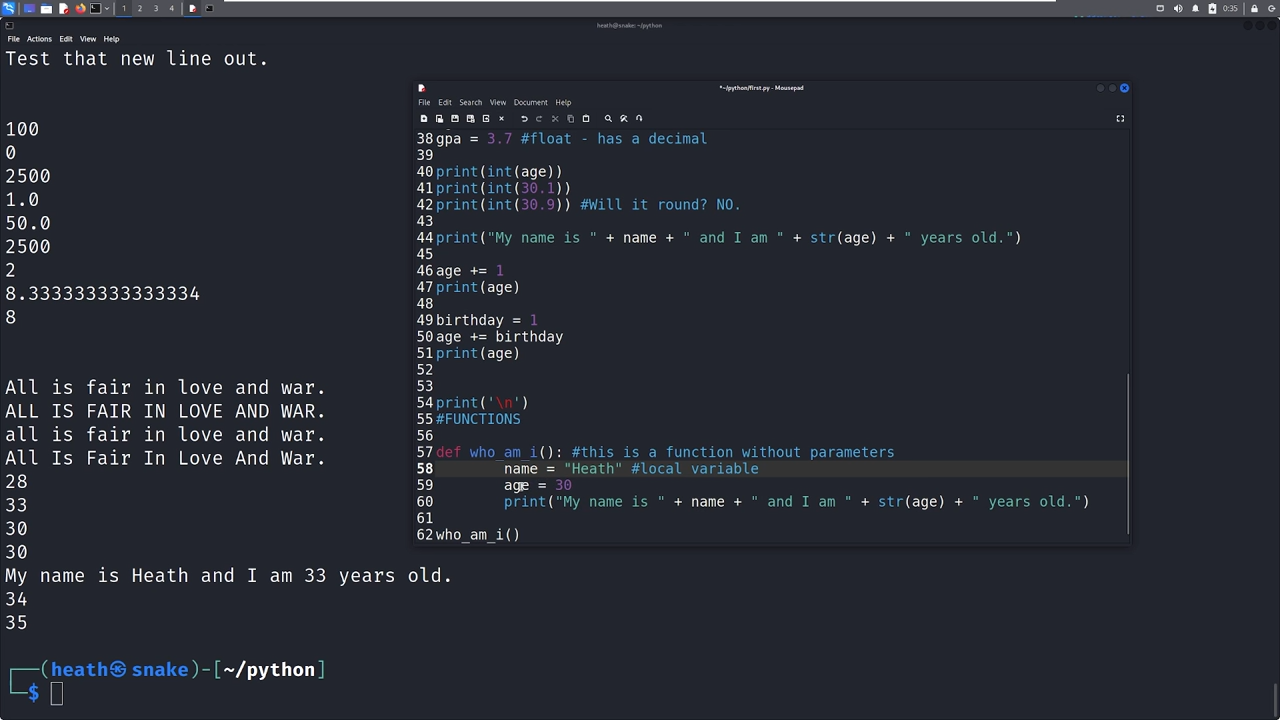 1 2 3 4
0:35
heath@snake: ~/python
File Actions Edit View Help
Test that new line out.
100
0
2500
1.0
50.0
2500
2
8.333333333333334
8
All is fair in love and war.
ALL IS FAIR IN LOVE AND WAR.
all is fair in love and war.
All Is Fair In Love And War.
28
33
30
30
My name is Heath and I am 33 years old.
34
35
┌──(heath㉿snake)-[~/python]
└─$
*~/python/first.py - Mousepad
File Edit Search View Document Help
38 gpa = 3.7 #float - has a decimal
39
40 print(int(age))
41 print(int(30.1))
42 print(int(30.9)) #Will it round? NO.
43
44 print("My name is " + name + " and I am " + str(age) + " years old.")
45
46 age += 1
47 print(age)
48
49 birthday = 1
50 age += birthday
51 print(age)
52
53
54 print('\n')
55 #FUNCTIONS
56
57 def who_am_i(): #this is a function without parameters
58 name = "Heath" #local variable
59 age = 30
60 print("My name is " + name + " and I am " + str(age) + " years old.")
61
62 who_am_i()